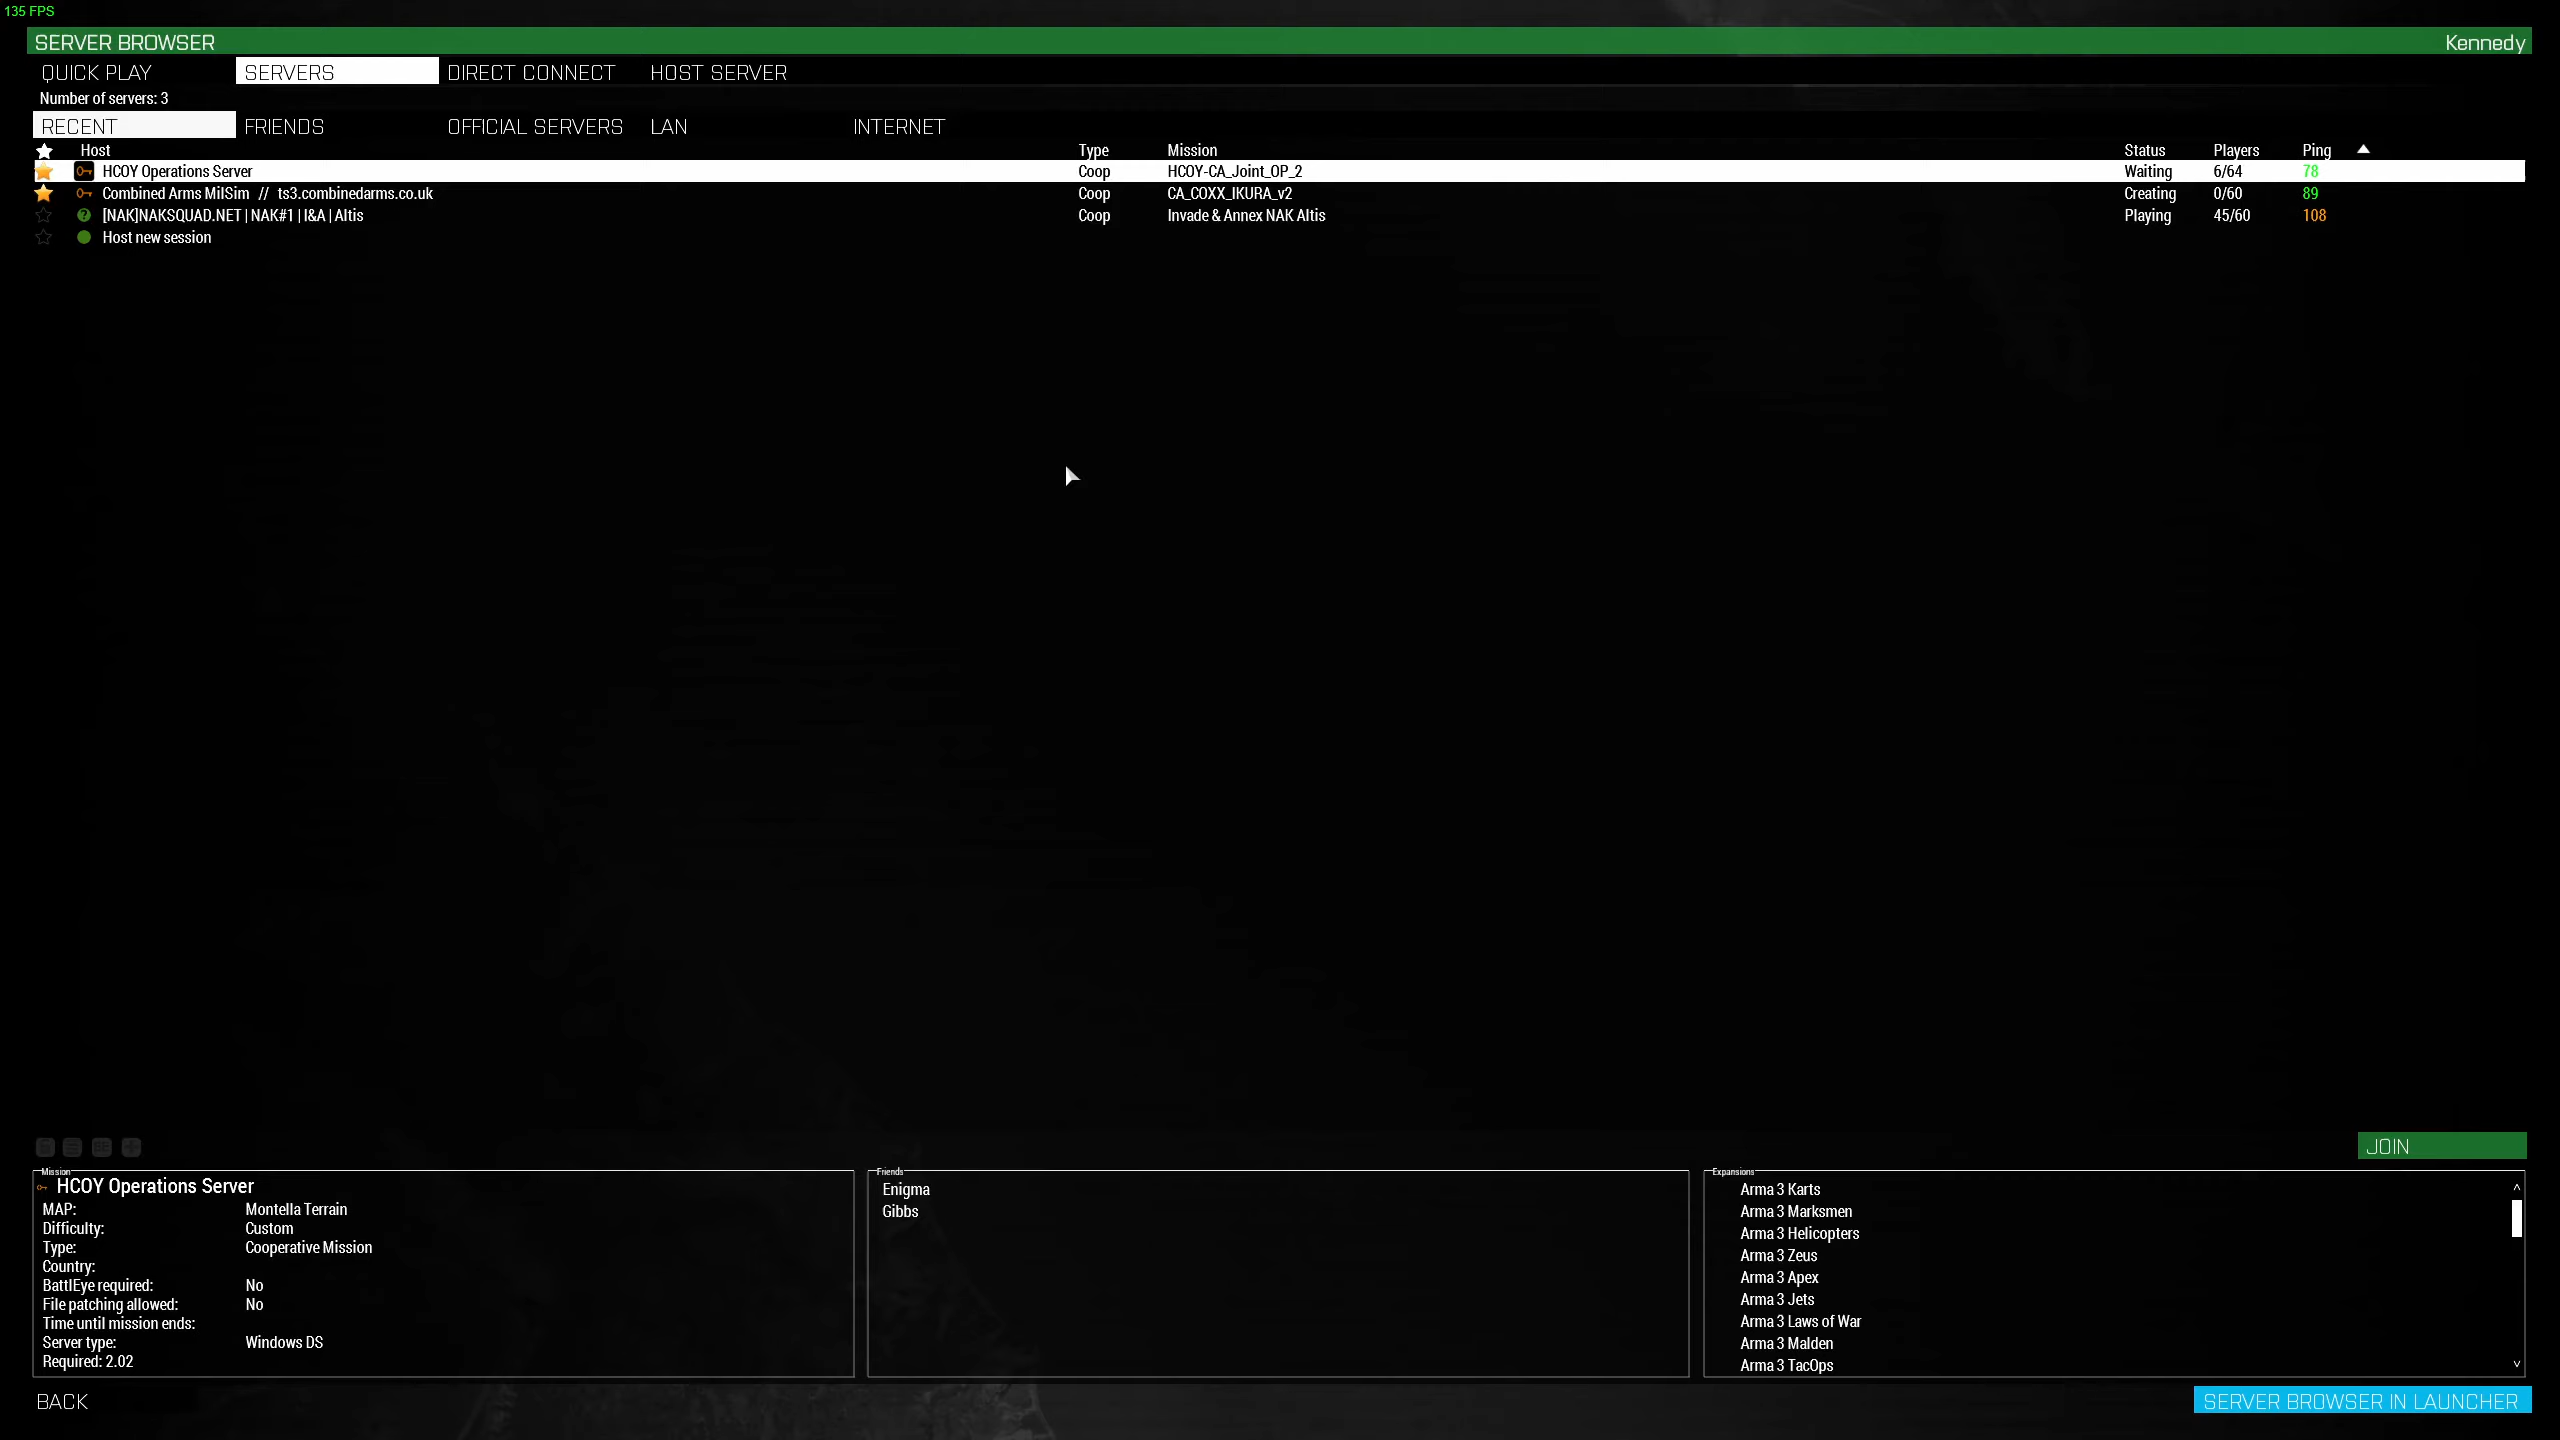 135 FPS
SERVER BROWSER Kennedy
QUICK PLAY SERVERS DIRECT CONNECT HOST SERVER
Number of servers: 3
RECENT FRIENDS OFFICIAL SERVERS LAN INTERNET
Host Type Mission Status Players Ping
HCOY Operations Server Coop HCOY-CA_Joint_OP_2 Waiting 6/64 78
Combined Arms MilSim // ts3.combinedarms.co.uk Coop CA_COXX_IKURA_v2 Creating 0/60 89
[NAK]NAKSQUAD.NET | NAK#1 | I&A | Altis Coop Invade & Annex NAK Altis Playing 45/60 108
Host new session
JOIN
Mission
HCOY Operations Server
MAP: Montella Terrain
Difficulty: Custom
Type: Cooperative Mission
Country:
BattlEye required: No
File patching allowed: No
Time until mission ends:
Server type: Windows DS
Required: 2.02
Friends
Enigma
Gibbs
Expansions
Arma 3 Karts
Arma 3 Marksmen
Arma 3 Helicopters
Arma 3 Zeus
Arma 3 Apex
Arma 3 Jets
Arma 3 Laws of War
Arma 3 Malden
Arma 3 TacOps
BACK
SERVER BROWSER IN LAUNCHER